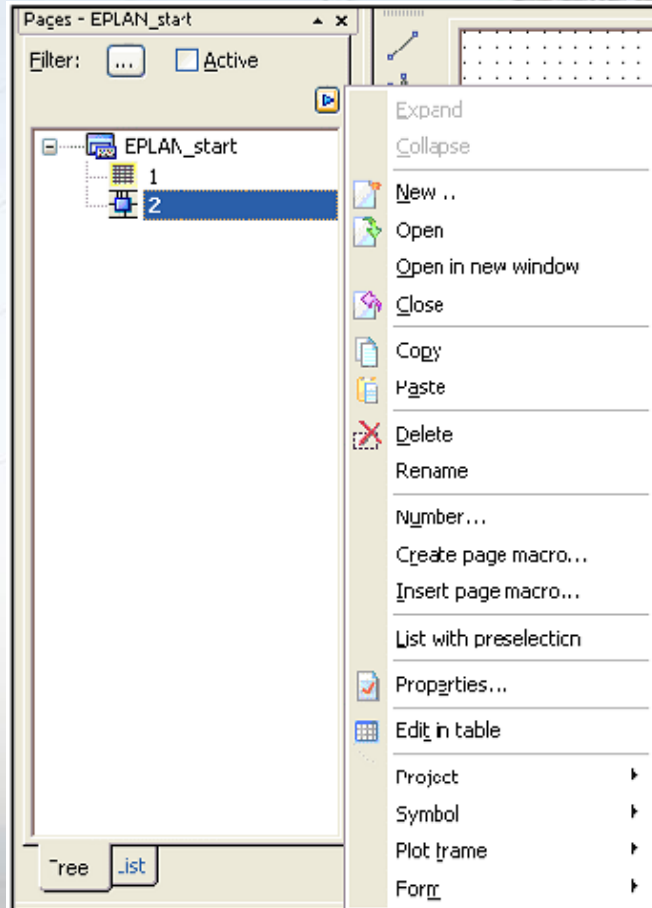 Pages - EPLAN_start
Filter: ... Active
EPLAN_start
1
2
Tree List
Expand
Collapse
New ..
Open
Open in new window
Close
Copy
Paste
Delete
Rename
Number...
Create page macro...
Insert page macro...
List with preselection
Properties...
Edit in table
Project
Symbol
Plot frame
Form